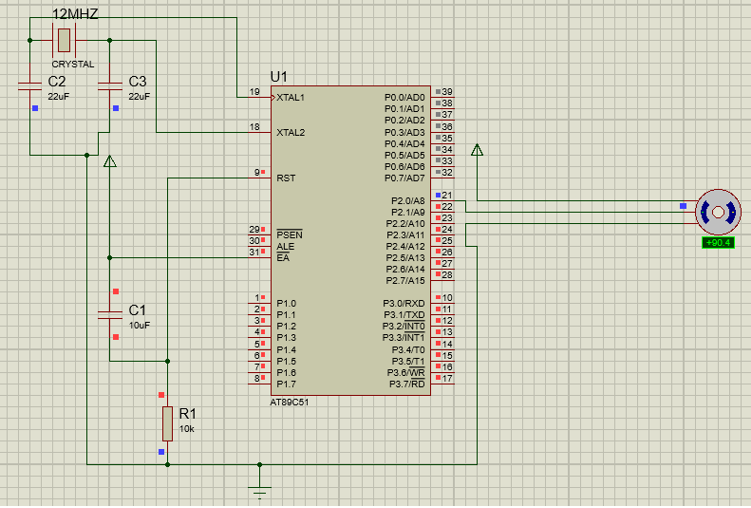 12MHZ
CRYSTAL
C2
22uF
C3
22uF
U1
19 XTAL1
18 XTAL2
9 RST
29 PSEN
30 ALE
31 EA
1 P1.0
2 P1.1
3 P1.2
4 P1.3
5 P1.4
6 P1.5
7 P1.6
8 P1.7
P0.0/AD0 39
P0.1/AD1 38
P0.2/AD2 37
P0.3/AD3 36
P0.4/AD4 35
P0.5/AD5 34
P0.6/AD6 33
P0.7/AD7 32
P2.0/A8 21
P2.1/A9 22
P2.2/A10 23
P2.3/A11 24
P2.4/A12 25
P2.5/A13 26
P2.6/A14 27
P2.7/A15 28
P3.0/RXD 10
P3.1/TXD 11
P3.2/INT0 12
P3.3/INT1 13
P3.4/T0 14
P3.5/T1 15
P3.6/WR 16
P3.7/RD 17
AT89C51
C1
10uF
R1
10k
+90.4